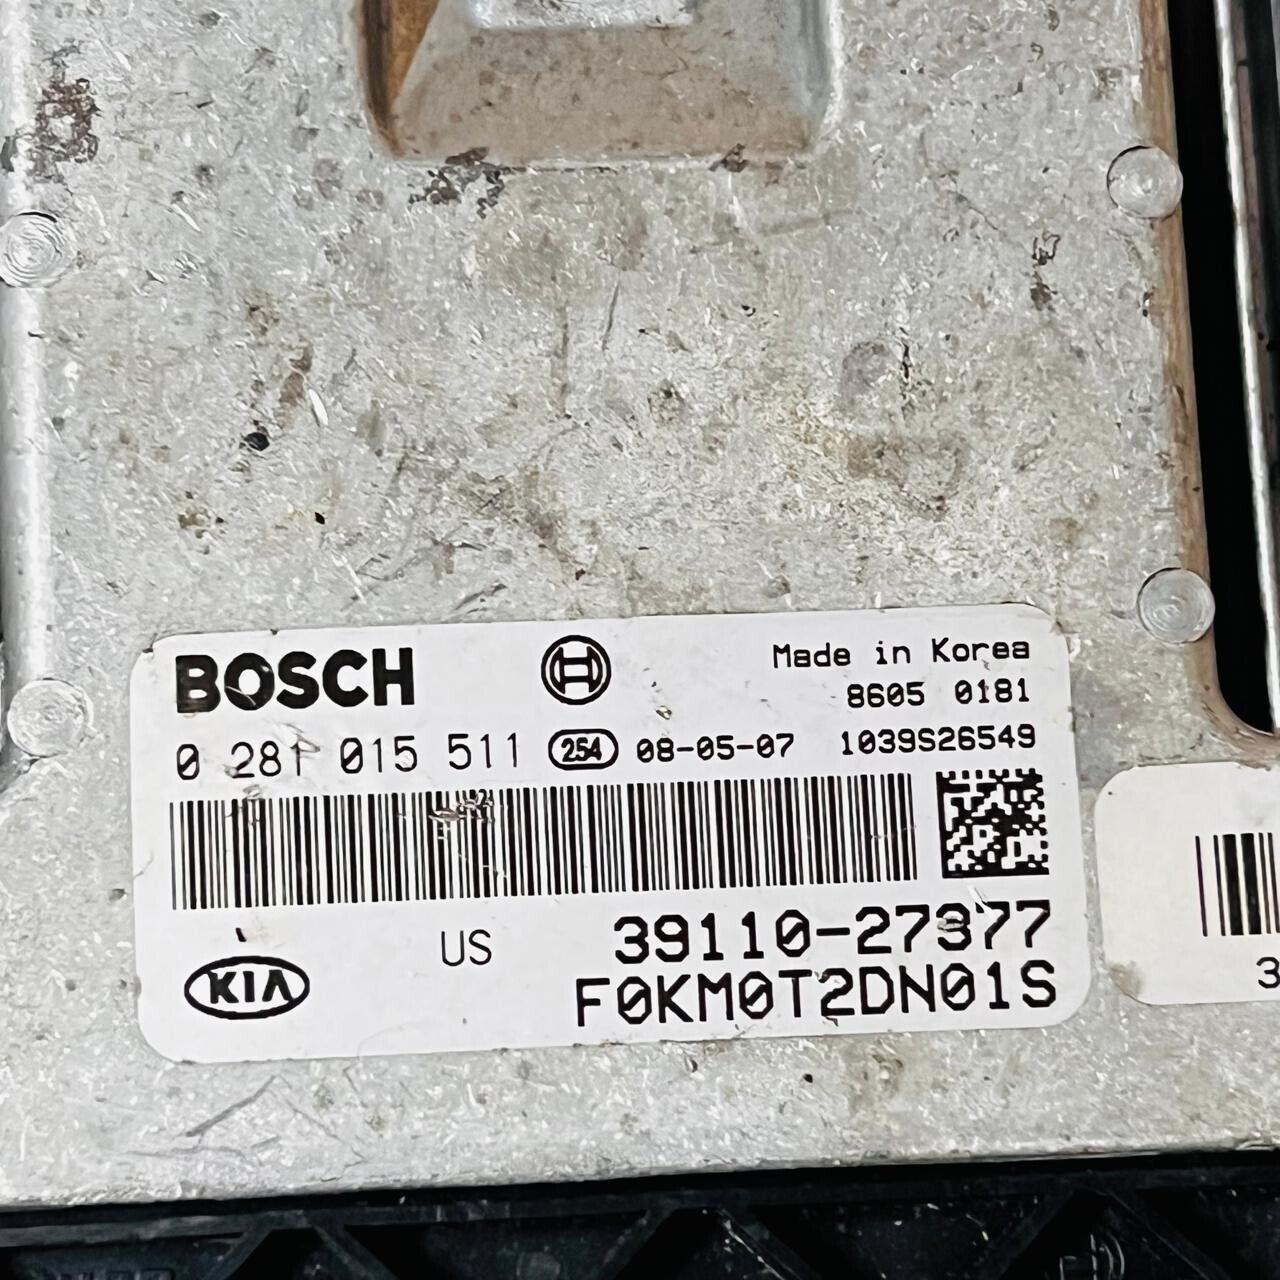 BOSCH
Made in Korea
8605 0181
0 281 015 511 254 08-05-07 1039S26549
US 39110-27377
KIA
F0KM0T2DN01S
3